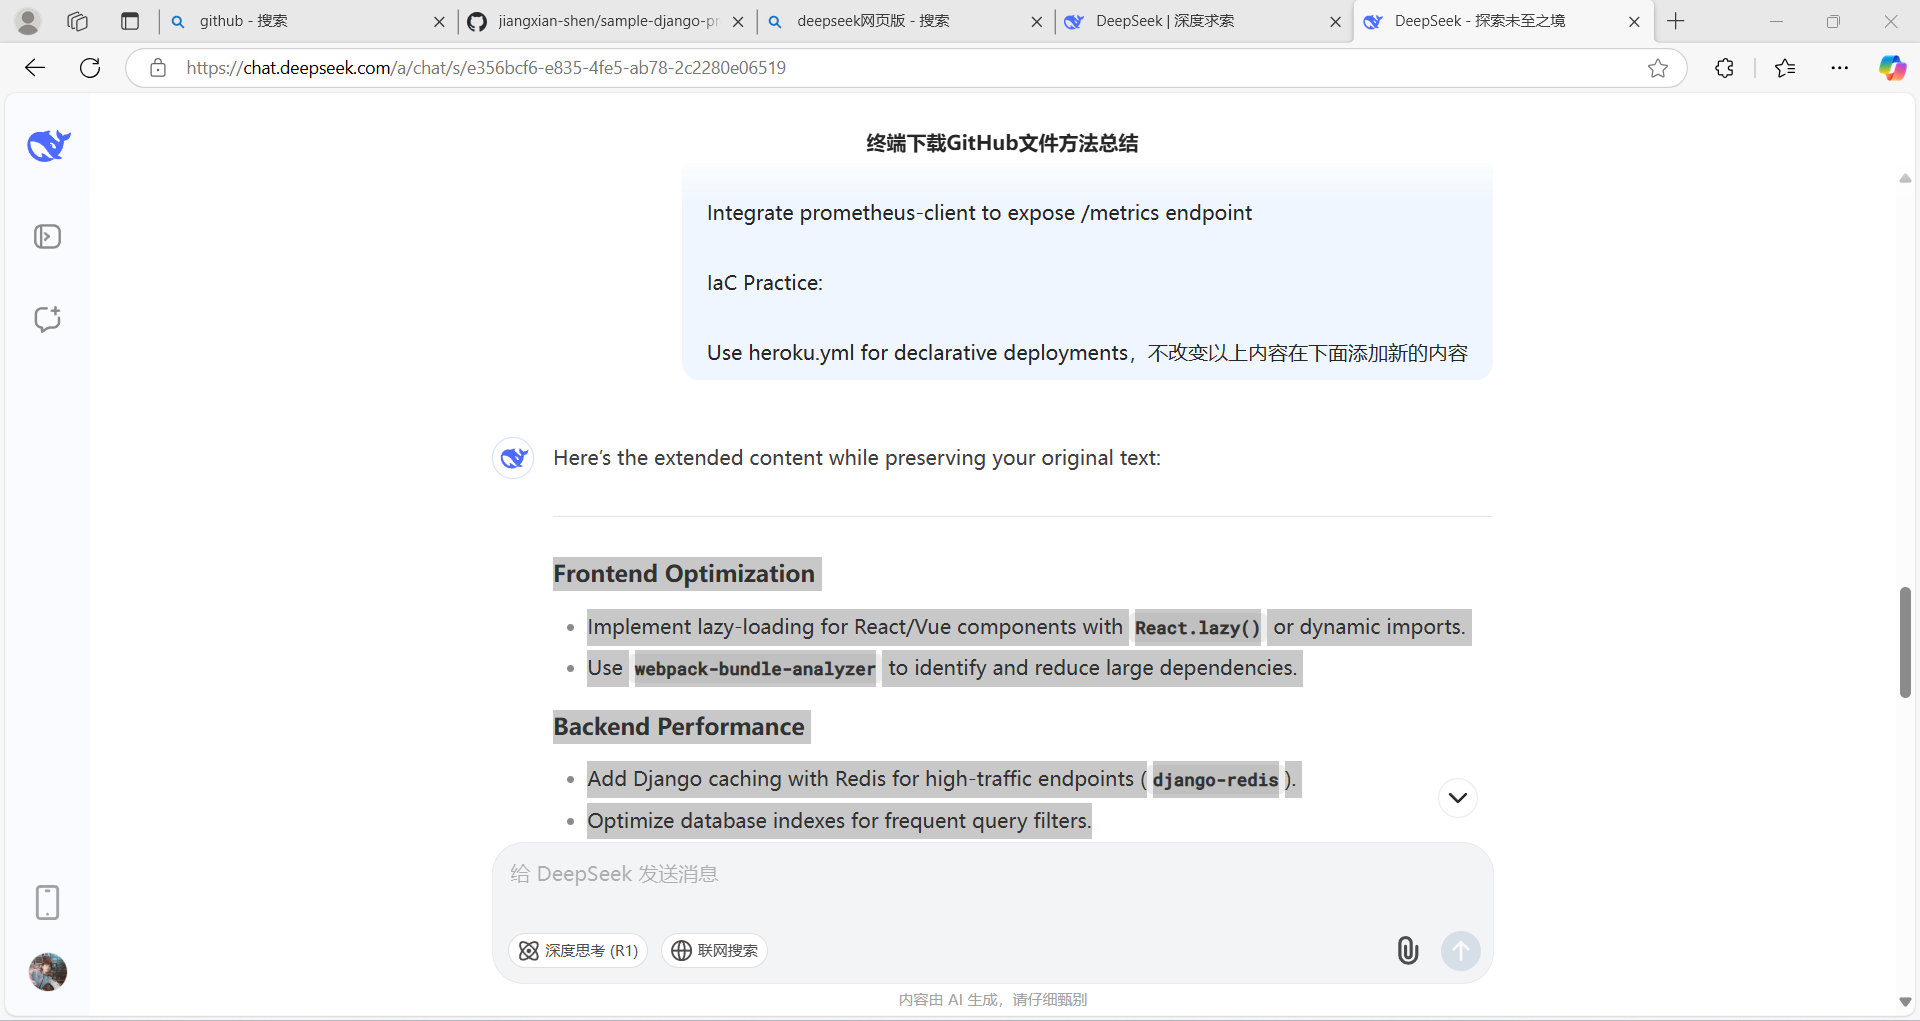 github - 搜索
jiangxian-shen/sample-django-pr
deepseek网页版 - 搜索
DeepSeek | 深度求索
DeepSeek - 探索未至之境
https://chat.deepseek.com/a/chat/s/e356bcf6-e835-4fe5-ab78-2c2280e06519
终端下载GitHub文件方法总结
Integrate prometheus-client to expose /metrics endpoint
IaC Practice:
Use heroku.yml for declarative deployments，不改变以上内容在下面添加新的内容
Here’s the extended content while preserving your original text:
Frontend Optimization
Implement lazy-loading for React/Vue components with React.lazy() or dynamic imports.
Use webpack-bundle-analyzer to identify and reduce large dependencies.
Backend Performance
Add Django caching with Redis for high-traffic endpoints (django-redis).
Optimize database indexes for frequent query filters.
给 DeepSeek 发送消息
深度思考 (R1)
联网搜索
内容由 AI 生成，请仔细甄别